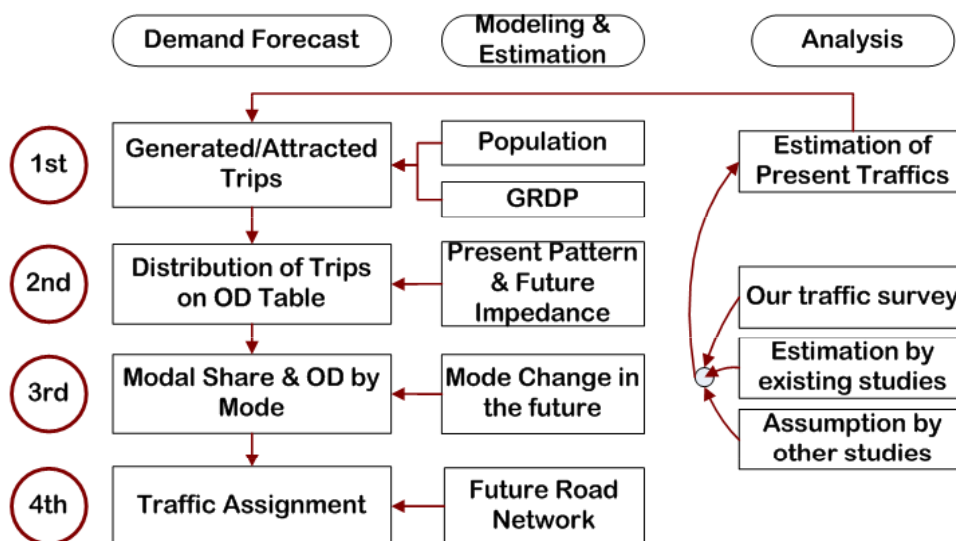 Demand Forecast
Modeling &
Estimation
Analysis
1st
Generated/Attracted
Trips
Population
GRDP
Estimation of
Present Traffics
2nd
Distribution of Trips
on OD Table
Present Pattern
& Future
Impedance
Our traffic survey
3rd
Modal Share & OD by
Mode
Mode Change in
the future
Estimation by
existing studies
Assumption by
other studies
4th
Traffic Assignment
Future Road
Network